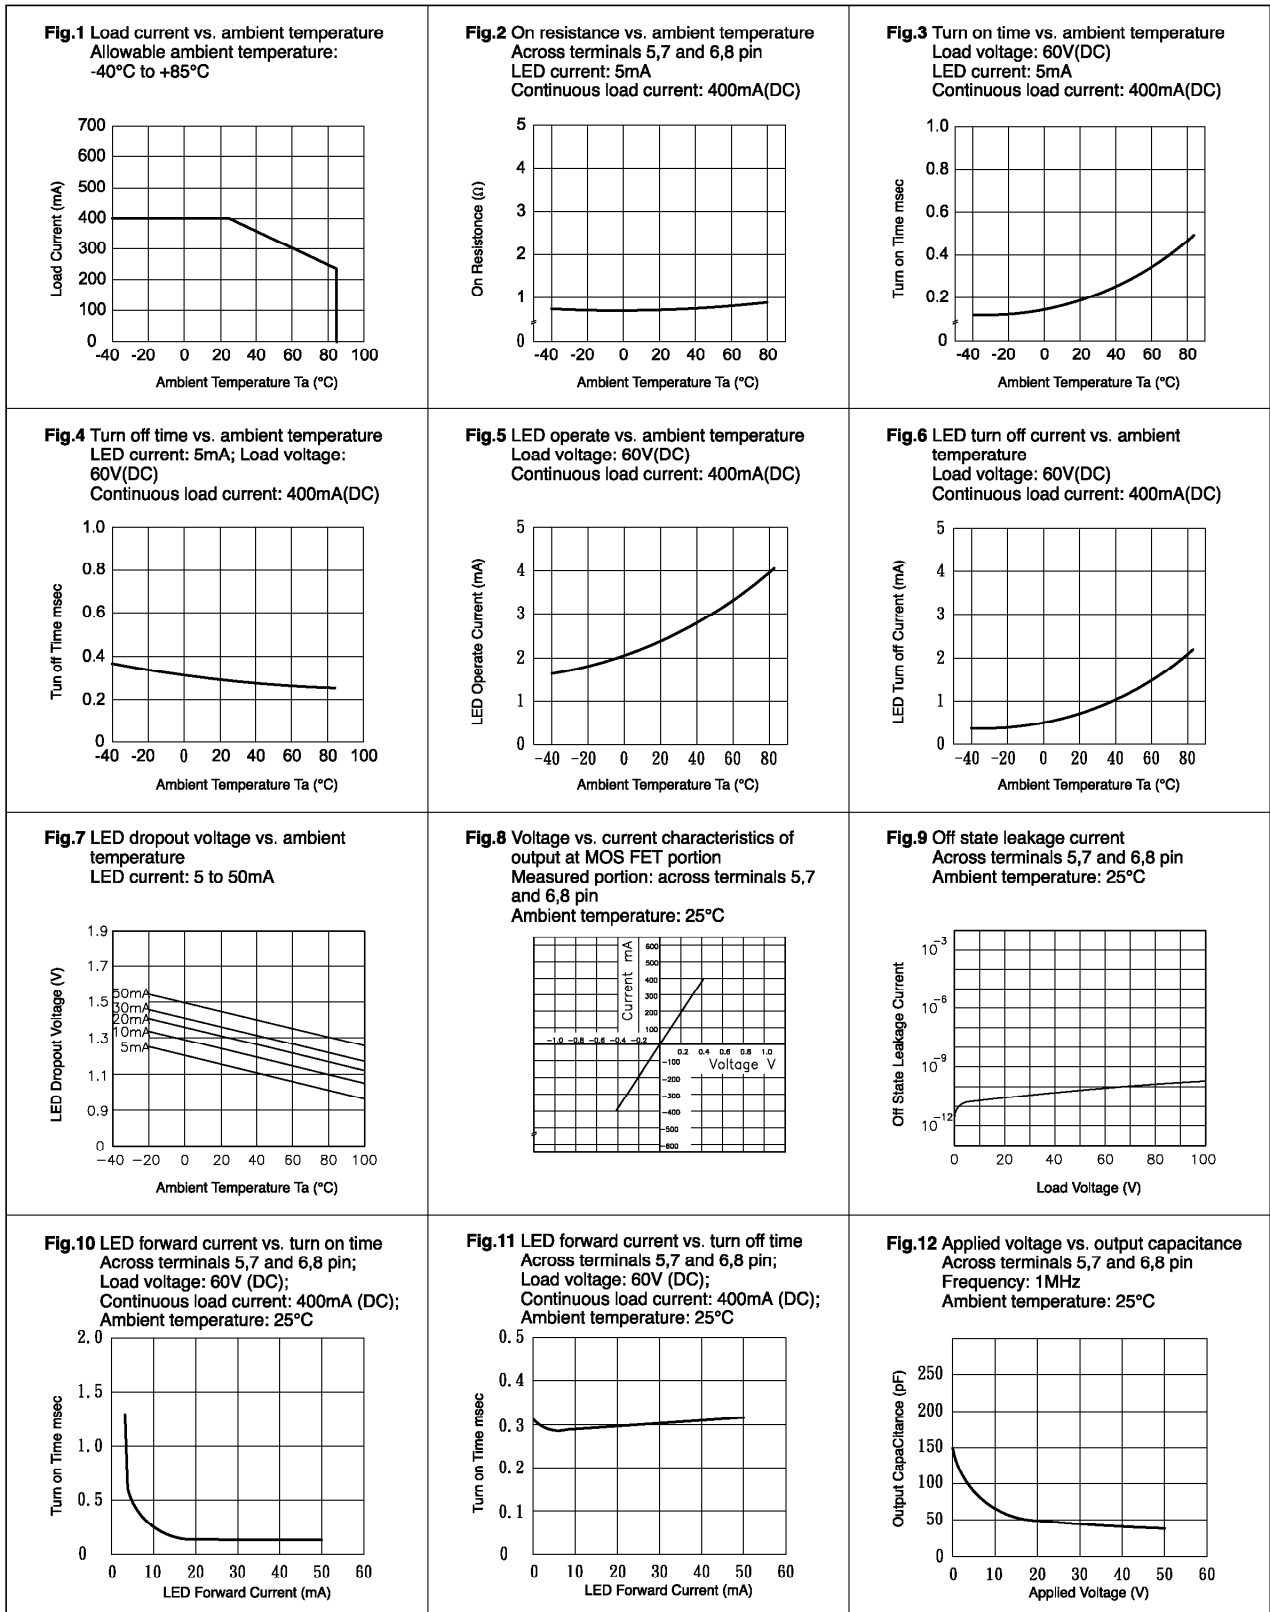 Fig.1 Load current vs. ambient temperature
Allowable ambient temperature:
-40°C to +85°C
700
600
500
400
300
200
100
0
Load Current (mA)
-40 -20 0 20 40 60 80 100
Ambient Temperature Ta (°C)
Fig.2 On resistance vs. ambient temperature
Across terminals 5,7 and 6,8 pin
LED current: 5mA
Continuous load current: 400mA(DC)
5
4
3
2
1
0
On Resistonce (Ω)
-40 -20 0 20 40 60 80
Ambient Temperature Ta (°C)
Fig.3 Turn on time vs. ambient temperature
Load voltage: 60V(DC)
LED current: 5mA
Continuous load current: 400mA(DC)
1.0
0.8
0.6
0.4
0.2
0
Turn on Time msec
-40 -20 0 20 40 60 80
Ambient Temperature Ta (°C)
Fig.4 Turn off time vs. ambient temperature
LED current: 5mA; Load voltage:
60V(DC)
Continuous load current: 400mA(DC)
1.0
0.8
0.6
0.4
0.2
0
Tun off Time msec
-40 -20 0 20 40 60 80 100
Ambient Temperature Ta (°C)
Fig.5 LED operate vs. ambient temperature
Load voltage: 60V(DC)
Continuous load current: 400mA(DC)
5
4
3
2
1
0
LED Operate Current (mA)
-40 -20 0 20 40 60 80
Ambient Temperature Ta (°C)
Fig.6 LED turn off current vs. ambient
temperature
Load voltage: 60V(DC)
Continuous load current: 400mA(DC)
5
4
3
2
1
0
LED Turn off Current (mA)
-40 -20 0 20 40 60 80
Ambient Temperature Ta (°C)
Fig.7 LED dropout voltage vs. ambient
temperature
LED current: 5 to 50mA
1.9
1.7
1.5
1.3
1.1
0.9
0
LED Dropout Voltage (V)
50mA
30mA
20mA
10mA
5mA
-40 -20 0 20 40 60 80 100
Ambient Temperature Ta (°C)
Fig.8 Voltage vs. current characteristics of
output at MOS FET portion
Measured portion: across terminals 5,7
and 6,8 pin
Ambient temperature: 25°C
Current mA
600
500
400
300
200
100
-1.0 -0.8 -0.6 -0.4 -0.2
0.2 0.4 0.6 0.8 1.0
Voltage V
-100
-200
-300
-400
-500
-600
Fig.9 Off state leakage current
Across terminals 5,7 and 6,8 pin
Ambient temperature: 25°C
10-3
10-6
10-9
10-12
Off State Leakage Current
0 20 40 60 80 100
Load Voltage (V)
Fig.10 LED forward current vs. turn on time
Across terminals 5,7 and 6,8 pin;
Load voltage: 60V (DC);
Continuous load current: 400mA (DC);
Ambient temperature: 25°C
2.0
1.5
1.0
0.5
0
Turn on Time msec
0 10 20 30 40 50 60
LED Forward Current (mA)
Fig.11 LED forward current vs. turn off time
Across terminals 5,7 and 6,8 pin;
Load voltage: 60V (DC);
Continuous load current: 400mA (DC);
Ambient temperature: 25°C
0.5
0.4
0.3
0.2
0.1
0
Turn on Time msec
0 10 20 30 40 50 60
LED Forward Current (mA)
Fig.12 Applied voltage vs. output capacitance
Across terminals 5,7 and 6,8 pin
Frequency: 1MHz
Ambient temperature: 25°C
250
200
150
100
50
0
Output CapaCitance (pF)
0 10 20 30 40 50 60
Applied Voltage (V)